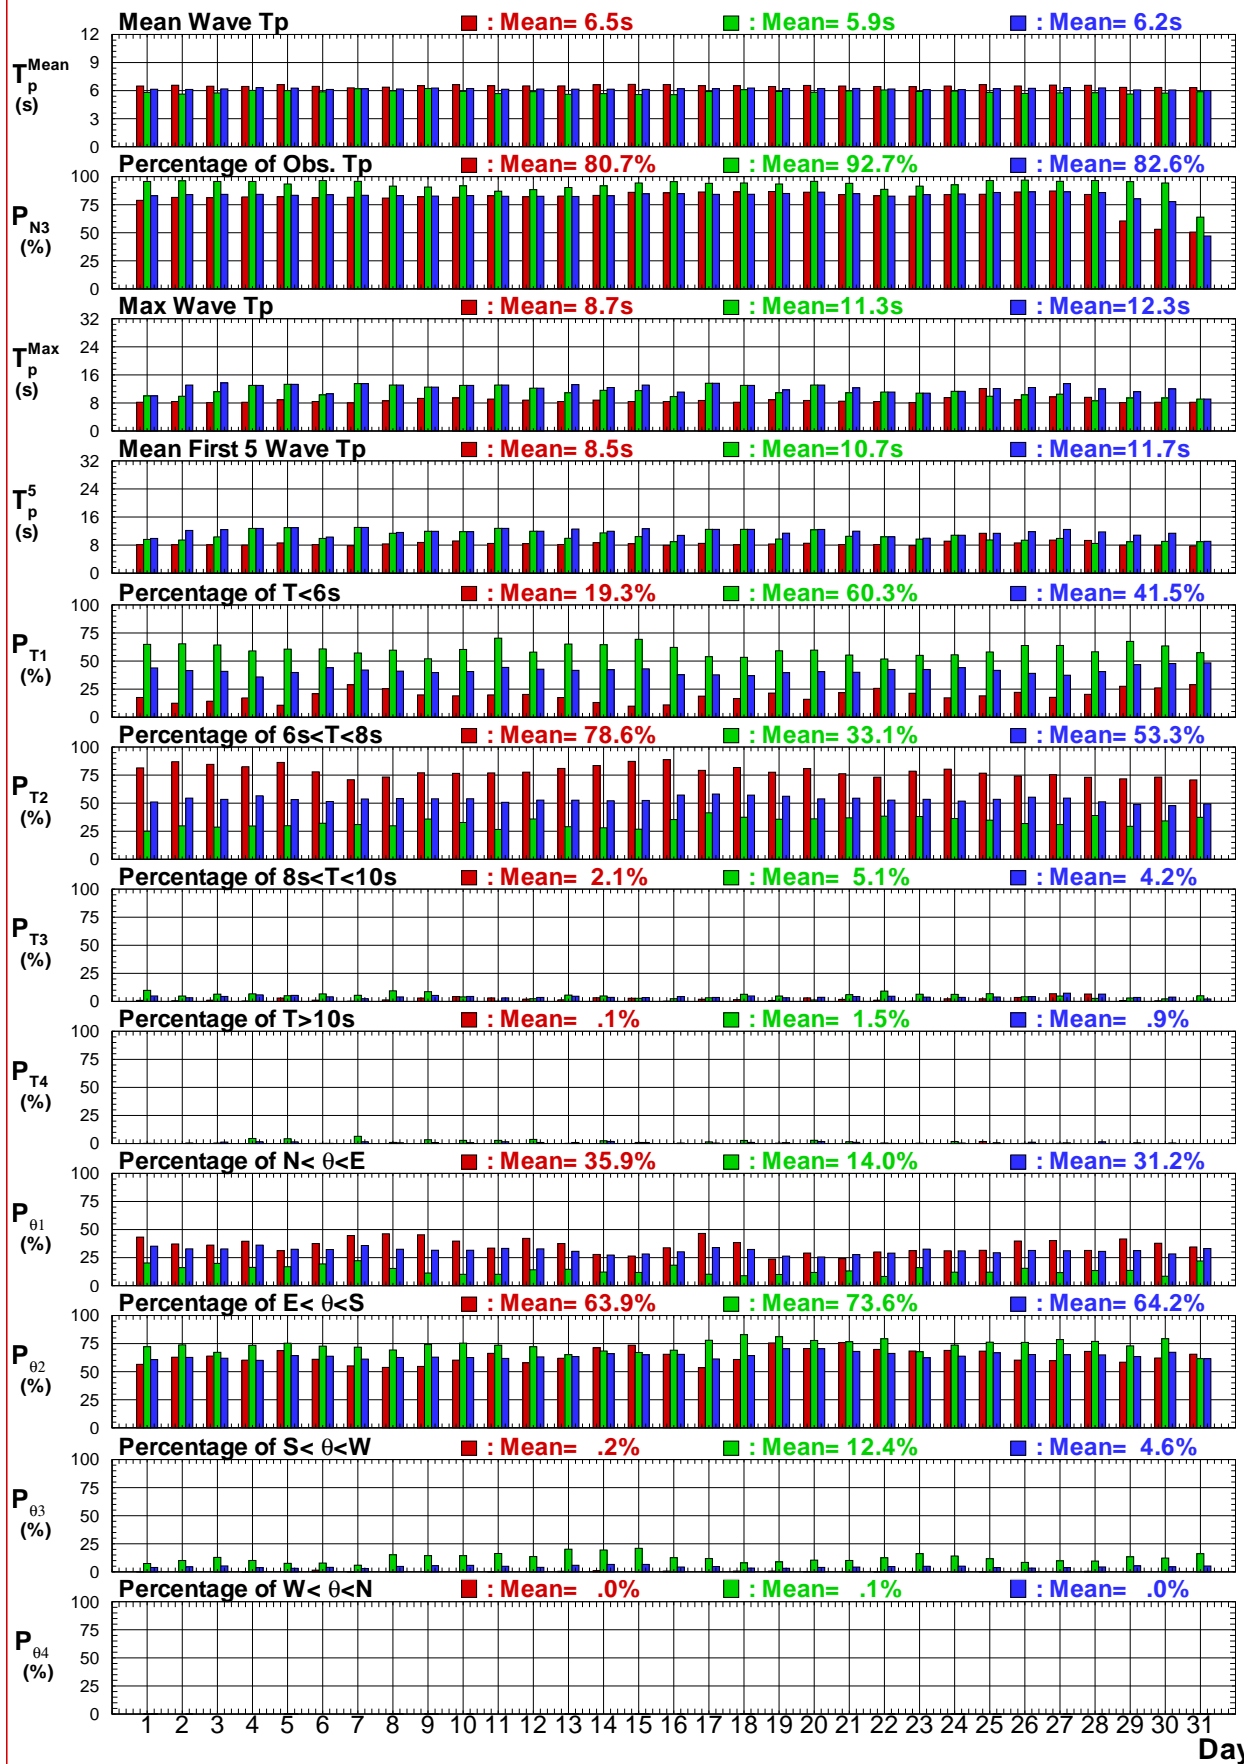 Mean Wave Tp : Mean= 6.5s : Mean= 5.9s : Mean= 6.2s
12
9
6
3
0
T_p^Mean
(s)
Percentage of Obs. Tp : Mean= 80.7% : Mean= 92.7% : Mean= 82.6%
100
75
50
25
0
P_N3
(%)
Max Wave Tp : Mean= 8.7s : Mean=11.3s : Mean=12.3s
32
24
16
8
0
T_p^Max
(s)
Mean First 5 Wave Tp : Mean= 8.5s : Mean=10.7s : Mean=11.7s
32
24
16
8
0
T_p^5
(s)
Percentage of T<6s : Mean= 19.3% : Mean= 60.3% : Mean= 41.5%
100
75
50
25
0
P_T1
(%)
Percentage of 6s<T<8s : Mean= 78.6% : Mean= 33.1% : Mean= 53.3%
100
75
50
25
0
P_T2
(%)
Percentage of 8s<T<10s : Mean= 2.1% : Mean= 5.1% : Mean= 4.2%
100
75
50
25
0
P_T3
(%)
Percentage of T>10s : Mean= .1% : Mean= 1.5% : Mean= .9%
100
75
50
25
0
P_T4
(%)
Percentage of N< θ<E : Mean= 35.9% : Mean= 14.0% : Mean= 31.2%
100
75
50
25
0
P_θ1
(%)
Percentage of E< θ<S : Mean= 63.9% : Mean= 73.6% : Mean= 64.2%
100
75
50
25
0
P_θ2
(%)
Percentage of S< θ<W : Mean= .2% : Mean= 12.4% : Mean= 4.6%
100
75
50
25
0
P_θ3
(%)
Percentage of W< θ<N : Mean= .0% : Mean= .1% : Mean= .0%
100
75
50
25
0
P_θ4
(%)
1 2 3 4 5 6 7 8 9 10 11 12 13 14 15 16 17 18 19 20 21 22 23 24 25 26 27 28 29 30 31
Day